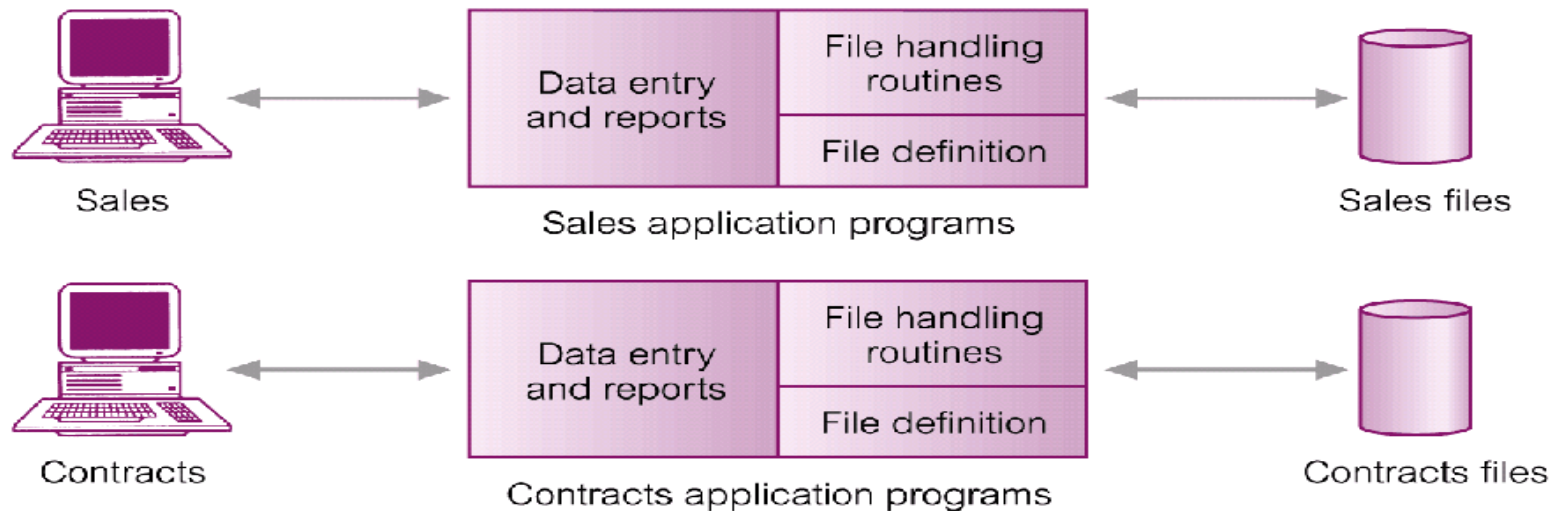 Data entry
and reports
File handling
routines
File definition
Sales
Sales application programs
Sales files
Data entry
and reports
File handling
routines
File definition
Contracts
Contracts application programs
Contracts files